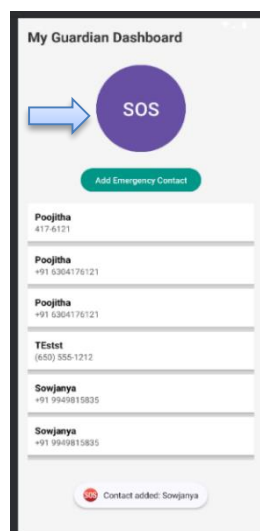 My Guardian Dashboard
SOS
Add Emergency Contact
Poojitha
417-6121
Poojitha
+91 6304176121
Poojitha
+91 6304176121
TEstst
(650) 555-1212
Sowjanya
+91 9949815835
Sowjanya
+91 9949815835
SOS Contact added: Sowjanya